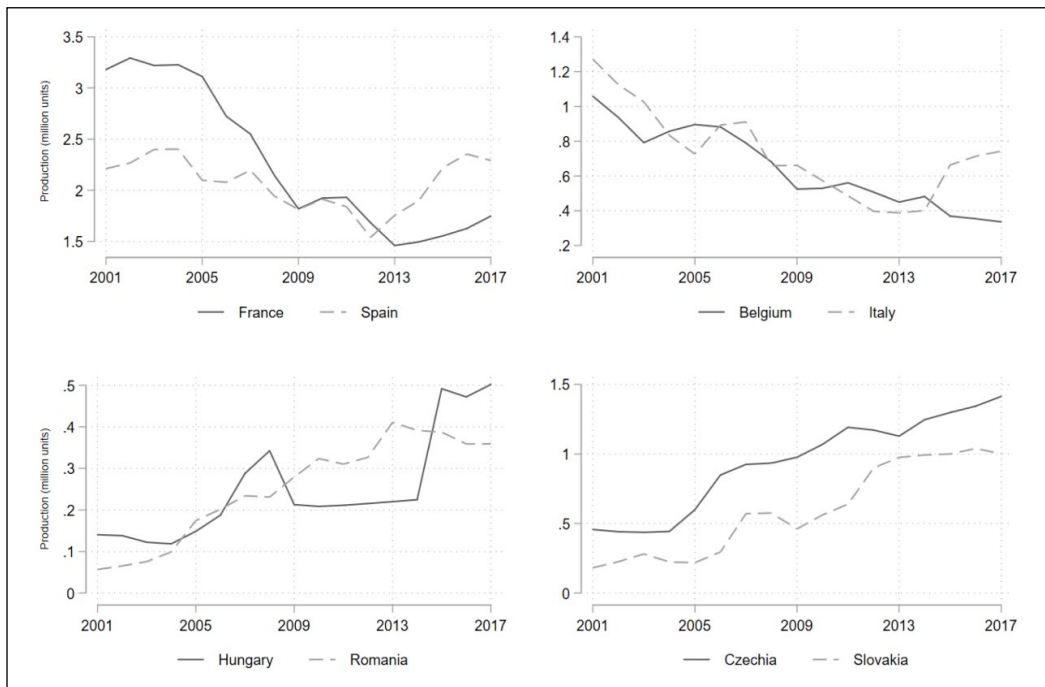 Production (million units)
3.5
3
2.5
2
1.5
2001 2005 2009 2013 2017
France Spain
1.4
1.2
1
.8
.6
.4
.2
2001 2005 2009 2013 2017
Belgium Italy
Production (million units)
.5
.4
.3
.2
.1
0
2001 2005 2009 2013 2017
Hungary Romania
1.5
1
.5
0
2001 2005 2009 2013 2017
Czechia Slovakia